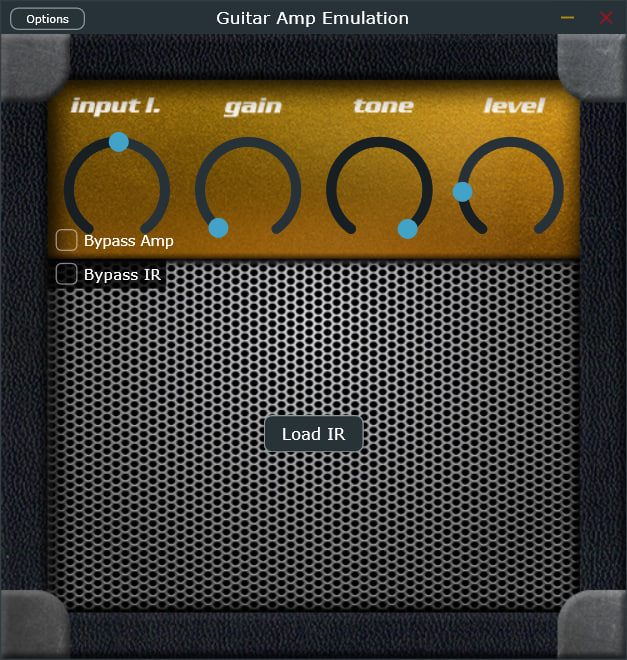 Options
Guitar Amp Emulation
input l.
gain
tone
level
Bypass Amp
Bypass IR
Load IR